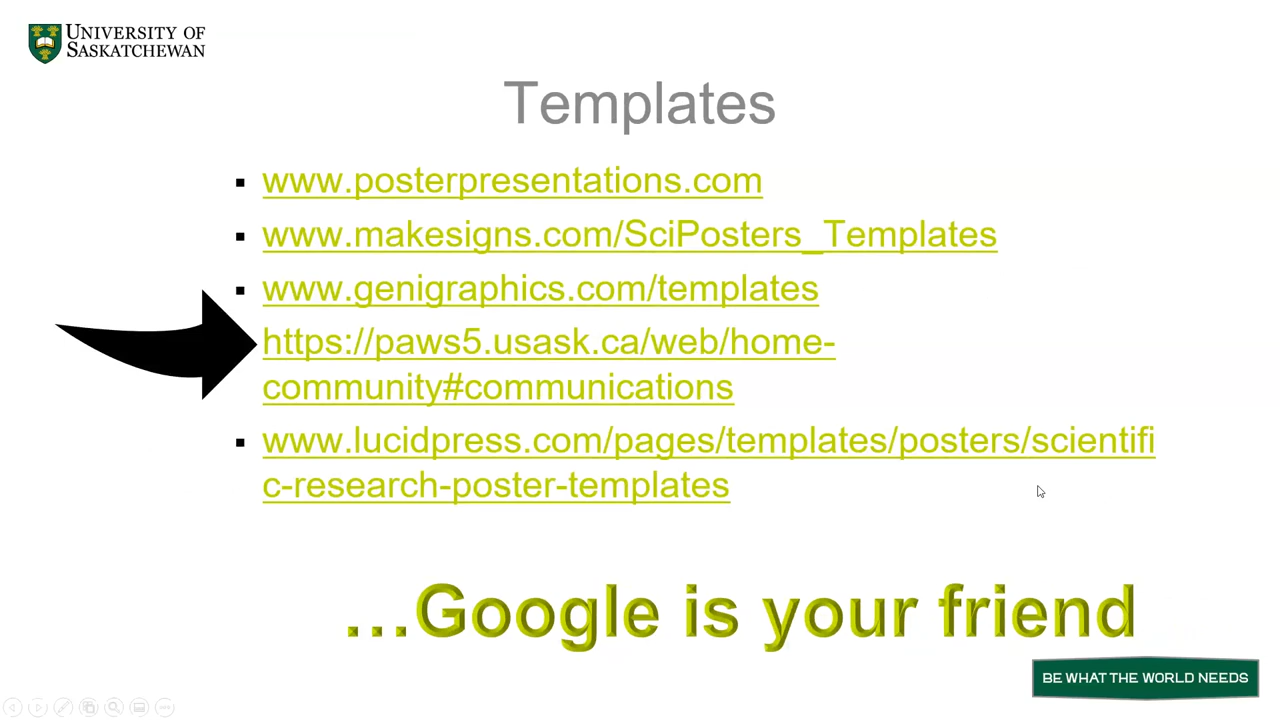 UNIVERSITY OF
SASKATCHEWAN
Templates
www.posterpresentations.com
www.makesigns.com/SciPosters_Templates
www.genigraphics.com/templates
https://paws5.usask.ca/web/home-
community#communications
www.lucidpress.com/pages/templates/posters/scientifi
c-research-poster-templates
...Google is your friend
BE WHAT THE WORLD NEEDS